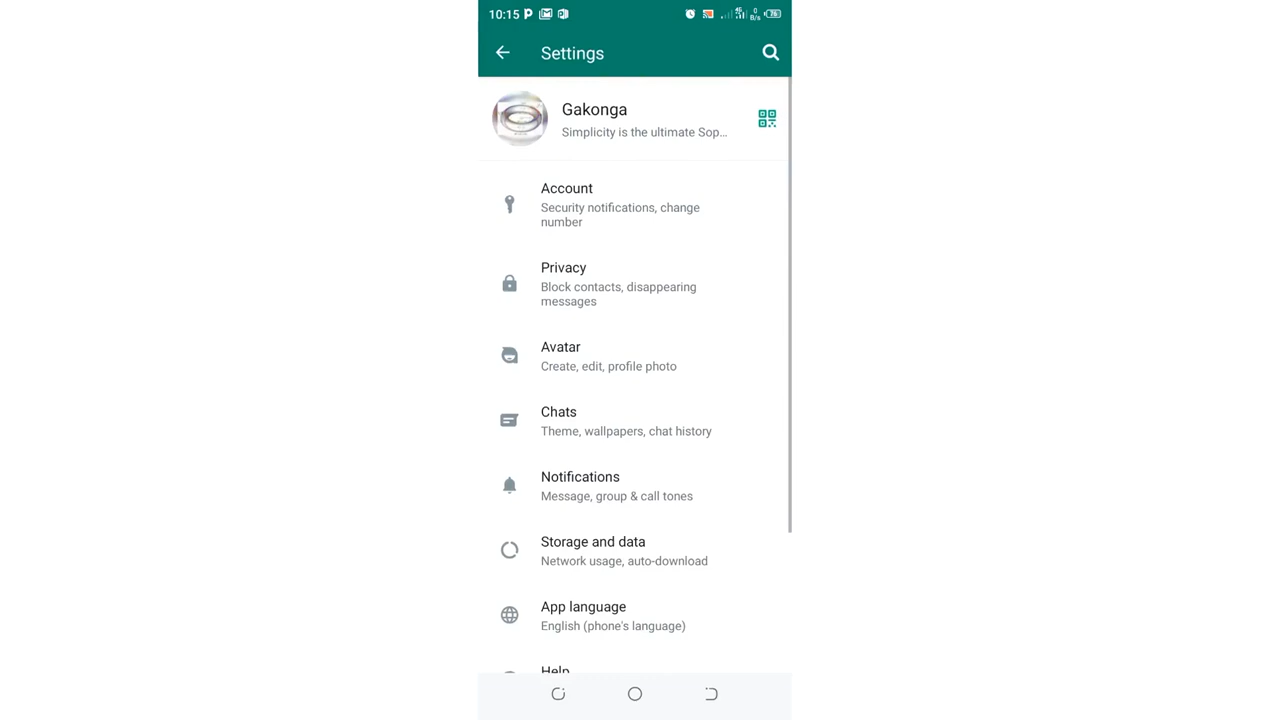 10:15
Settings
Gakonga
Simplicity is the ultimate Sop...
Account
Security notifications, change
number
Privacy
Block contacts, disappearing
messages
Avatar
Create, edit, profile photo
Chats
Theme, wallpapers, chat history
Notifications
Message, group & call tones
Storage and data
Network usage, auto-download
App language
English (phone's language)
Help